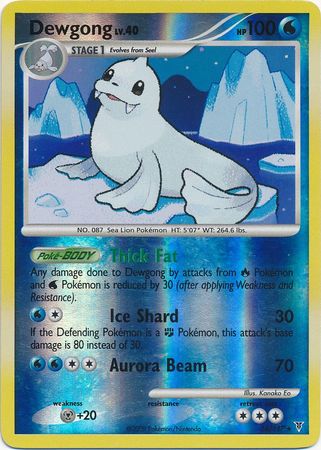 Dewgong LV.40 HP 100
STAGE 1 Evolves from Seel
NO. 087 Sea Lion Pokémon HT: 5'07" WT: 264.6 lbs.
Poké-BODY Thick Fat
Any damage done to Dewgong by attacks from Pokémon
and Pokémon is reduced by 30 (after applying Weakness and
Resistance).
Ice Shard 30
If the Defending Pokémon is a Pokémon, this attack's base
damage is 80 instead of 30.
Aurora Beam 70
Illus. Kanako Eo
weakness resistance retreat cost
+20
©2009 Pokémon/Nintendo